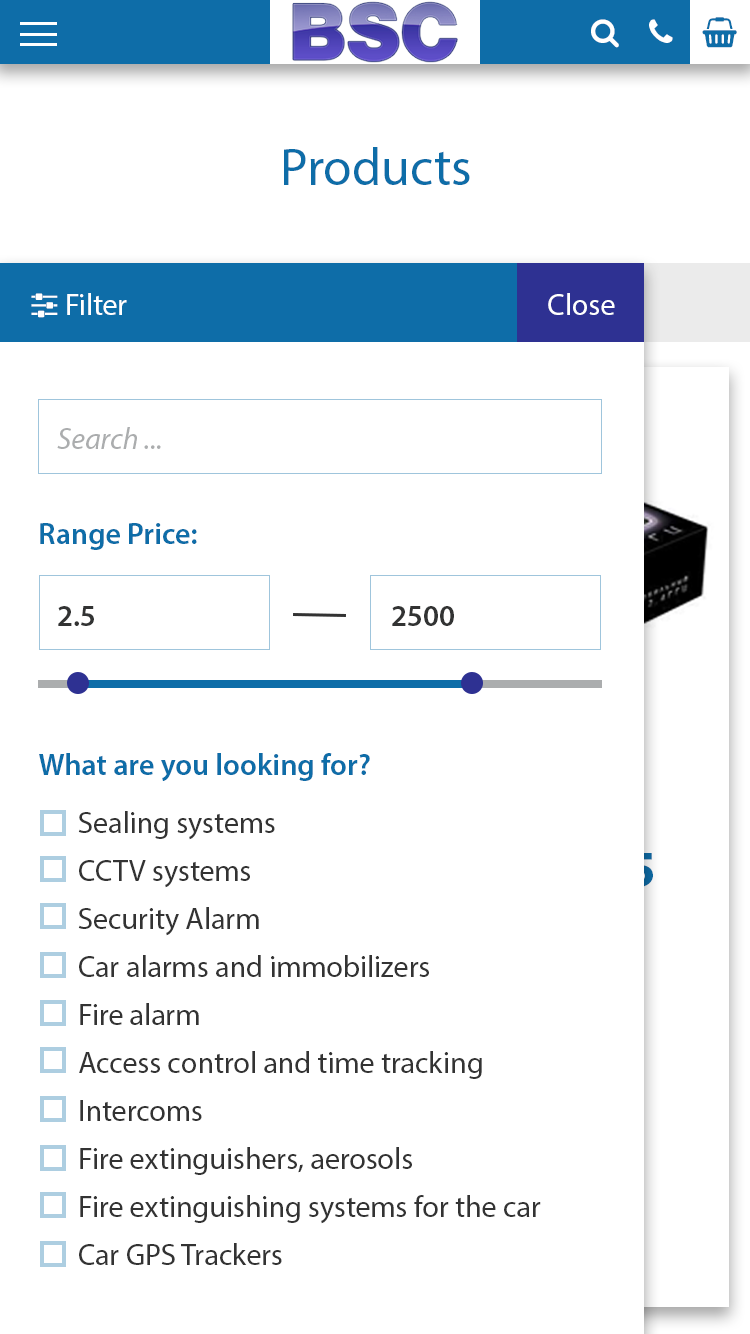 BSC
Products
Filter
Close
Search ...
Range Price:
2.5
2500
What are you looking for?
Sealing systems
CCTV systems
Security Alarm
Car alarms and immobilizers
Fire alarm
Access control and time tracking
Intercoms
Fire extinguishers, aerosols
Fire extinguishing systems for the car
Car GPS Trackers